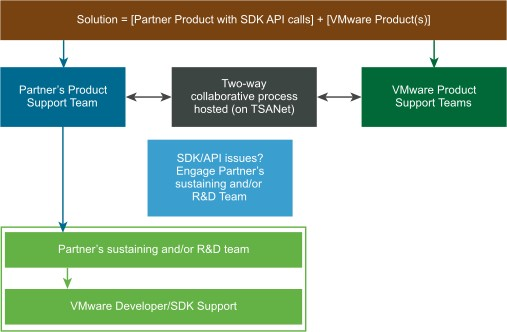 Solution = [Partner Product with SDK API calls] + [VMware Product(s)]
Partner's Product
Support Team
Two-way
collaborative process
hosted (on TSANet)
VMware Product
Support Teams
SDK/API issues?
Engage Partner's
sustaining and/or
R&D Team
Partner's sustaining and/or R&D team
VMware Developer/SDK Support